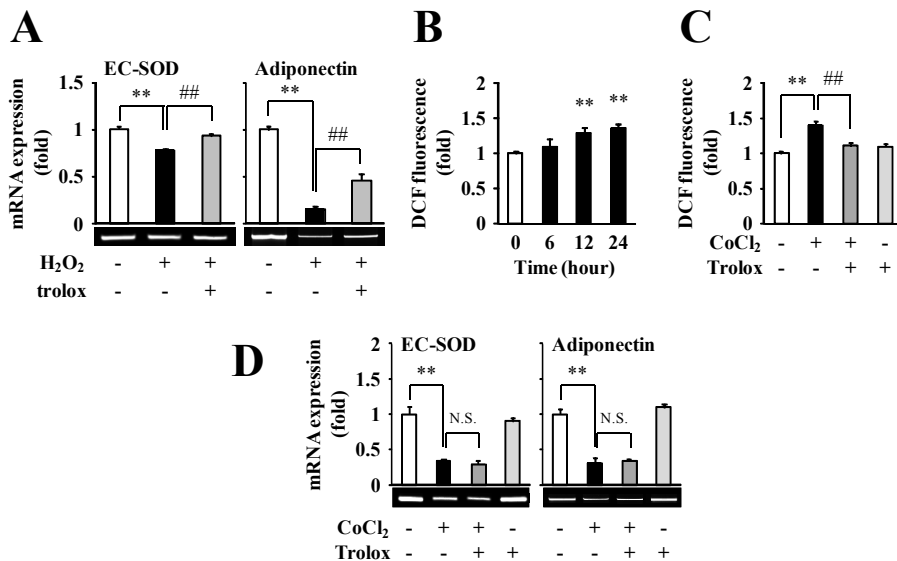 A
EC-SOD
Adiponectin
mRNA expression
(fold)
1.5
1
0.5
0
**
##
**
##
H₂O₂ - + + - + +
trolox - - + - - +
B
DCF fluorescence
(fold)
2
1.5
1
0.5
0
**
**
0 6 12 24
Time (hour)
C
DCF fluorescence
(fold)
2
1.5
1
0.5
0
**
##
CoCl₂ - + + -
Trolox - - + +
D
EC-SOD
Adiponectin
mRNA expression
(fold)
2
1.5
1
0.5
0
**
N.S.
**
N.S.
CoCl₂ - + + - - + + -
Trolox - - + + - - + +